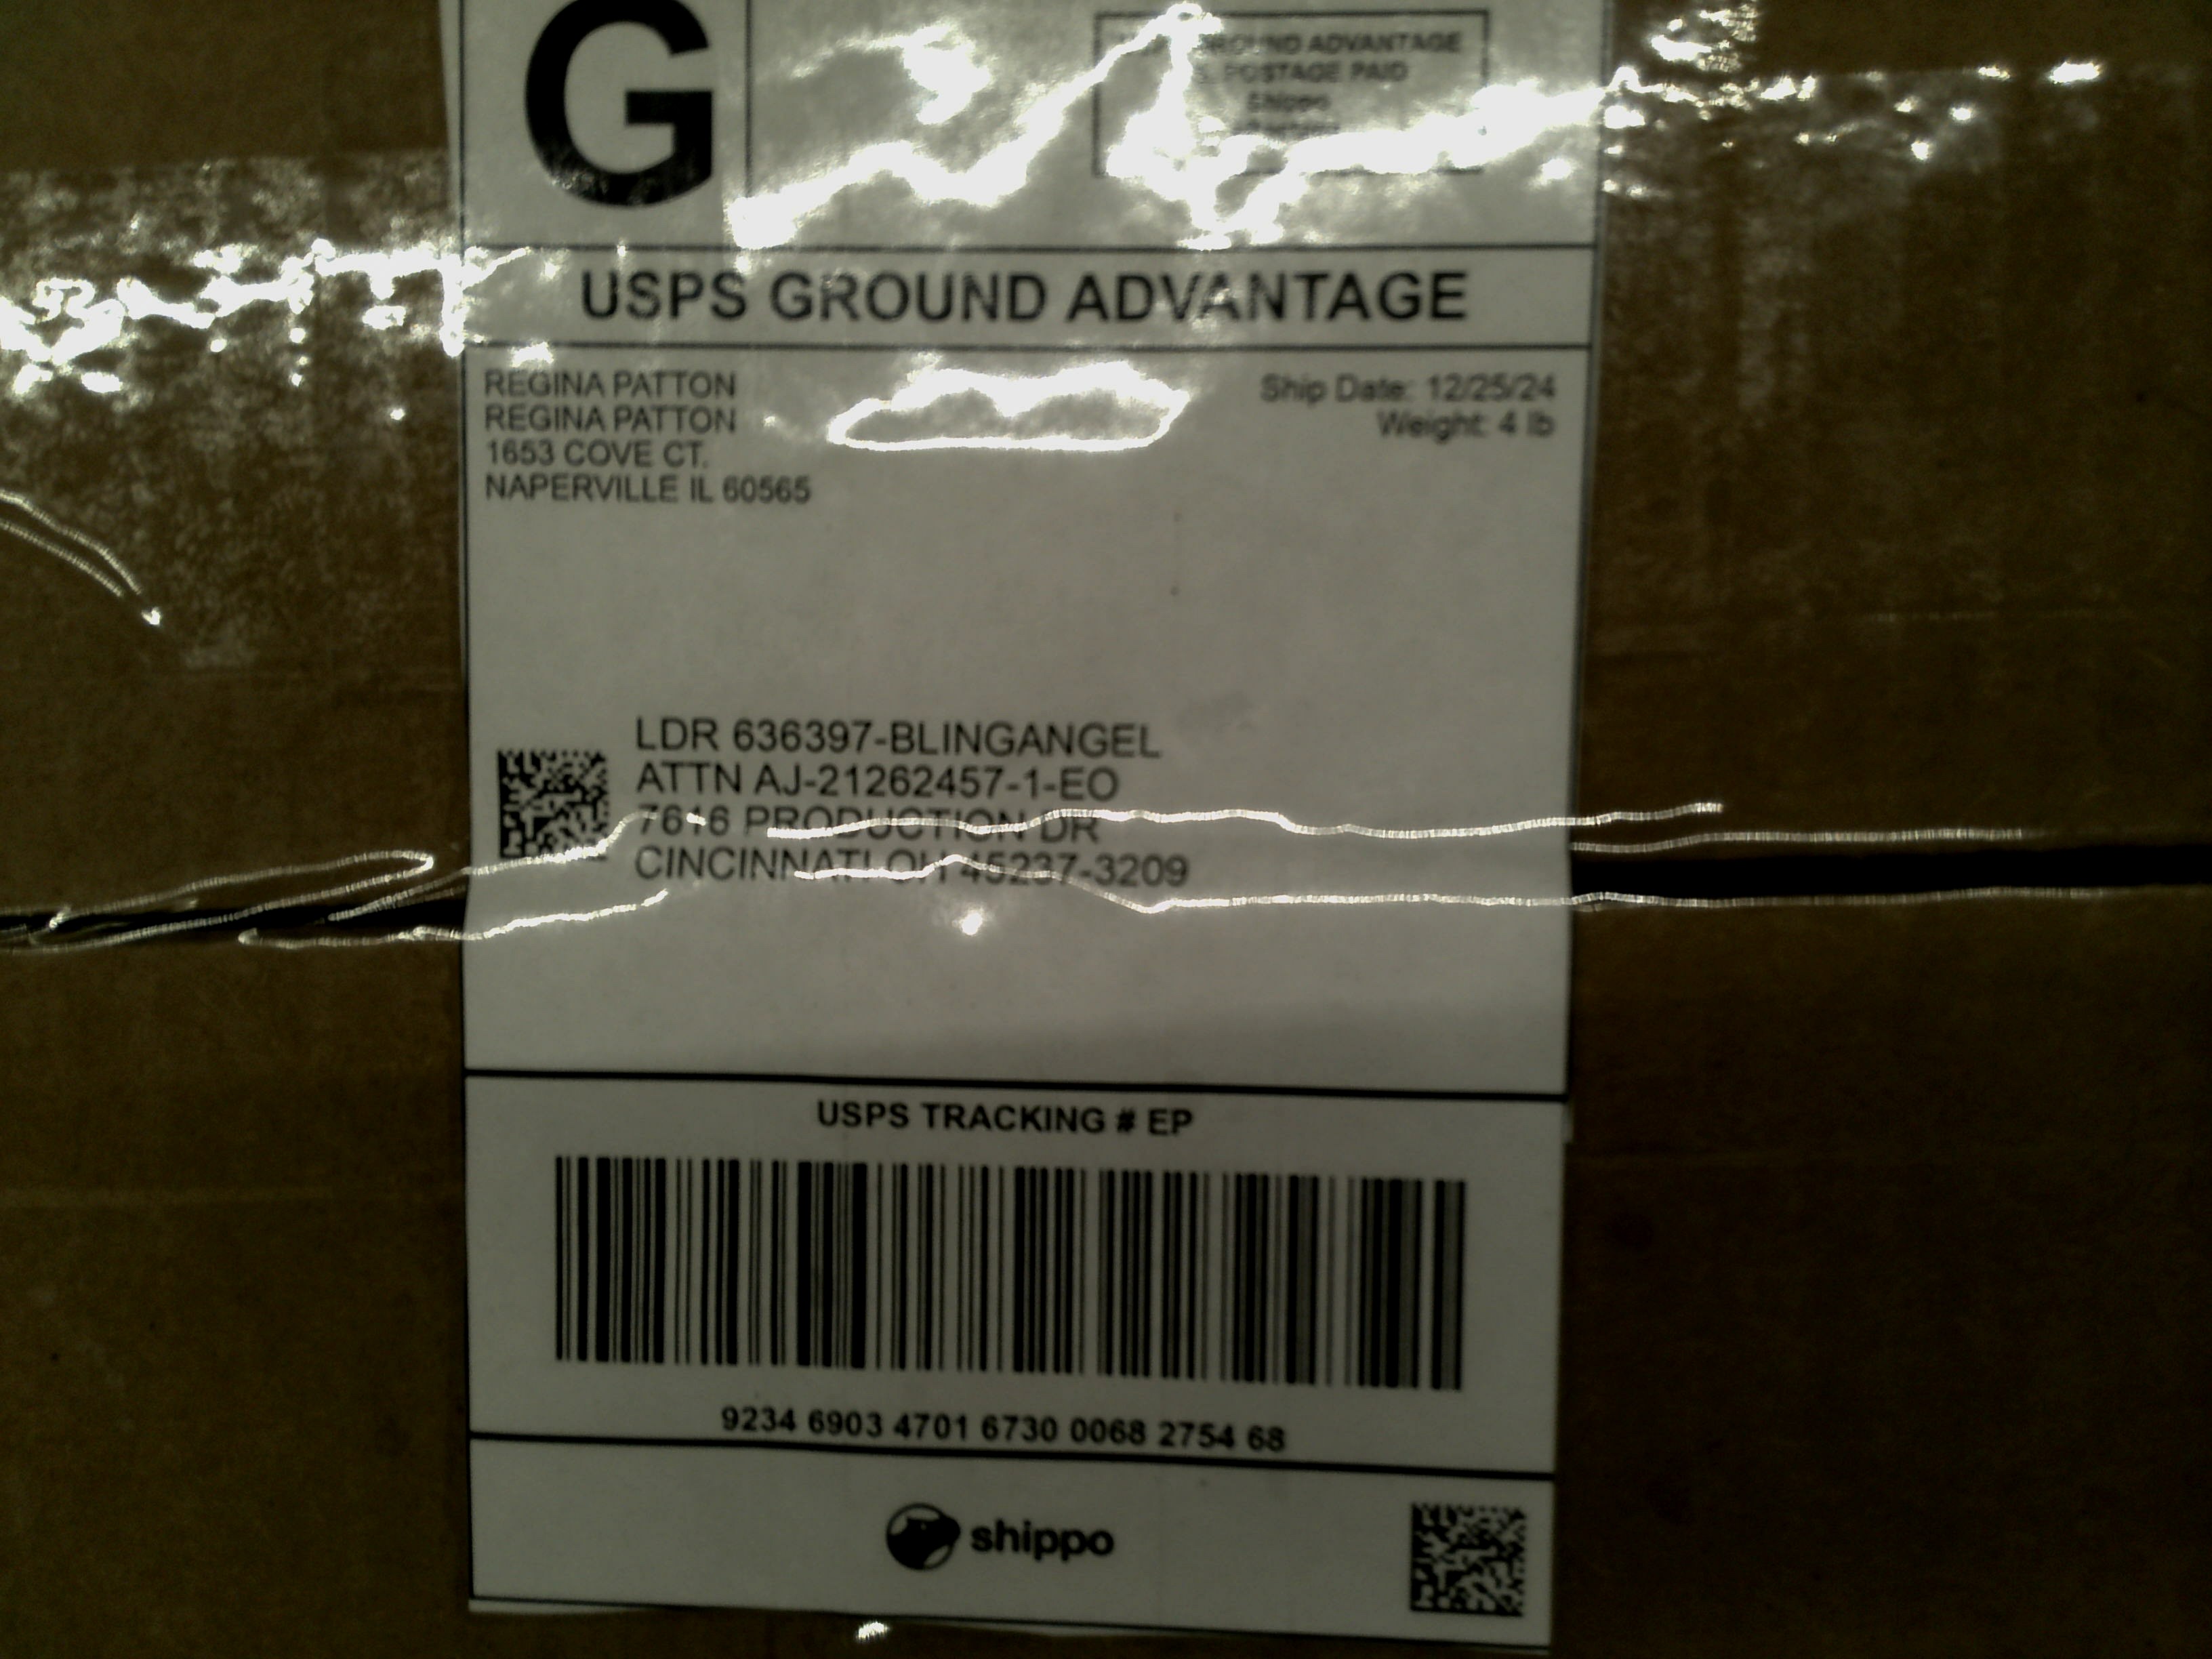 G
GROUND ADVANTAGE
POSTAGE PAID
Shippo
USPS GROUND ADVANTAGE
REGINA PATTON
REGINA PATTON
1653 COVE CT.
NAPERVILLE IL 60565
Ship Date: 12/25/24
Weight: 4 lb
LDR 636397-BLINGANGEL
ATTN AJ-21262457-1-EO
7616 PRODUCTION DR
CINCINNATI OH 45237-3209
USPS TRACKING # EP
9234 6903 4701 6730 0068 2754 68
shippo